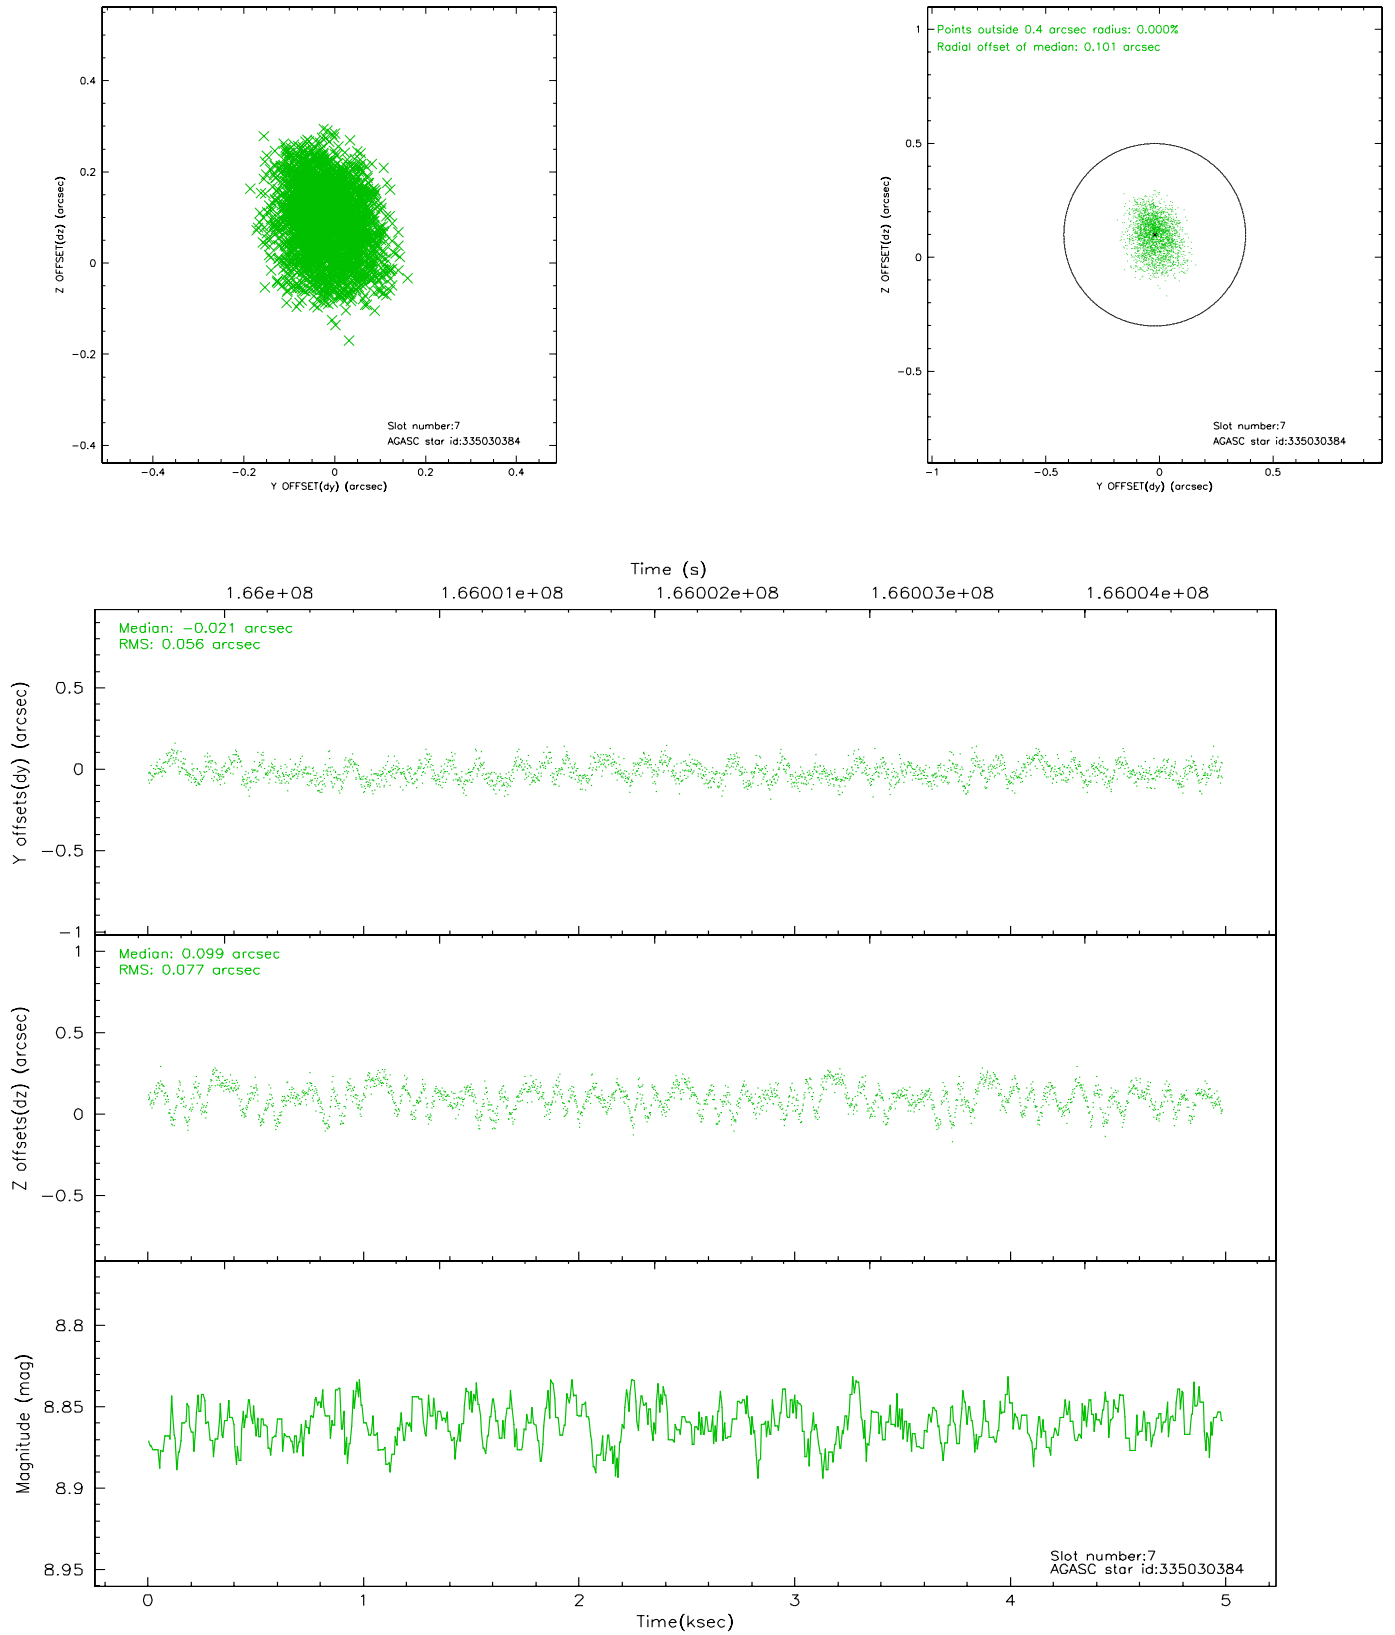 0.4
0.2
0
−0.2
−0.4
Z OFFSET(dz) (arcsec)
Slot number:7
AGASC star id:335030384
−0.4
−0.2
0
0.2
0.4
Y OFFSET(dy) (arcsec)
Points outside 0.4 arcsec radius: 0.000%
Radial offset of median: 0.101 arcsec
1
0.5
0
−0.5
Z OFFSET(dz) (arcsec)
Slot number:7
AGASC star id:335030384
−1
−0.5
0
0.5
Y OFFSET(dy) (arcsec)
Time (s)
1.66e+08
1.66001e+08
1.66002e+08
1.66003e+08
1.66004e+08
Median: −0.021 arcsec
RMS: 0.056 arcsec
0.5
0
−0.5
−1
Y offsets(dy) (arcsec)
Median: 0.099 arcsec
RMS: 0.077 arcsec
1
0.5
0
−0.5
Z offsets(dz) (arcsec)
8.8
8.85
8.9
8.95
Magnitude (mag)
Slot number:7
AGASC star id:335030384
0
1
2
3
4
5
Time(ksec)